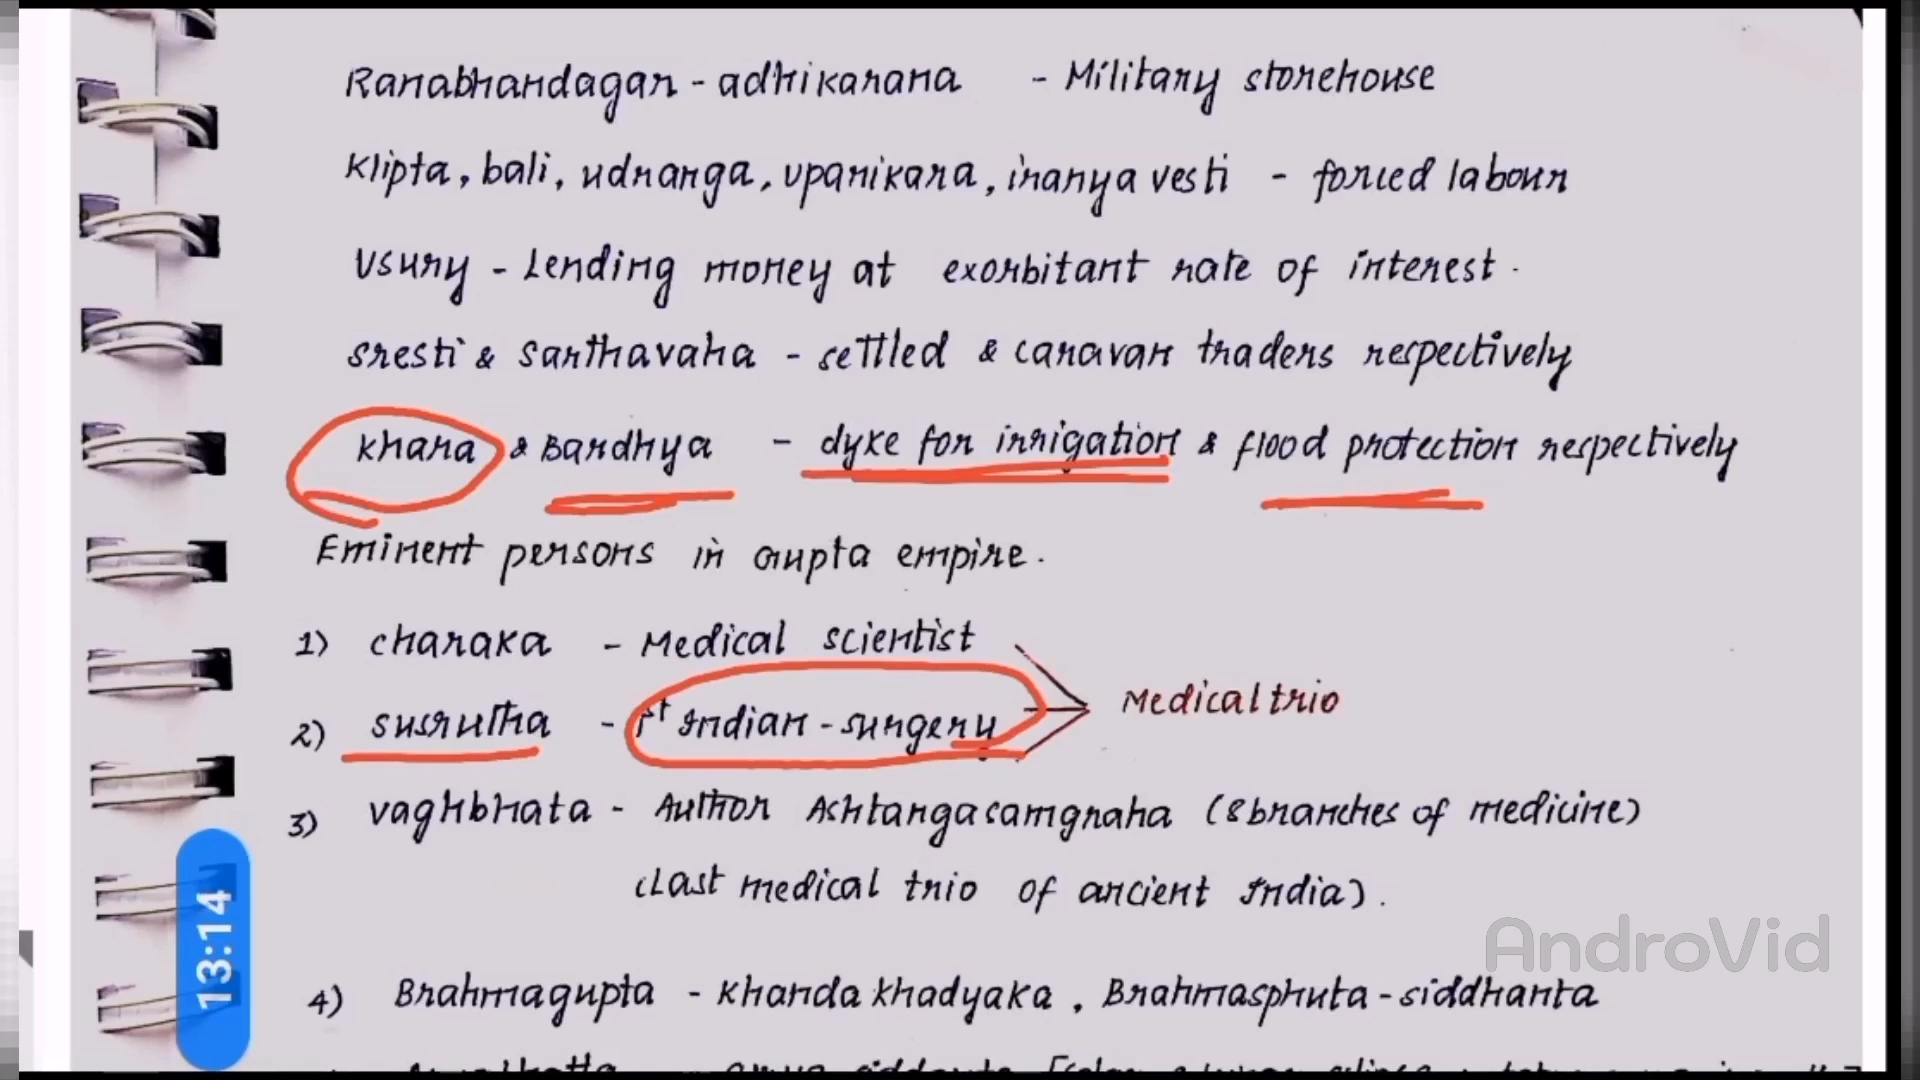 Ranabhandagar - adhikarana - Military storehouse
Klipta, bali, udranga, uparikara, iranya vesti - forced labour
Usury - Lending money at exorbitant rate of interest.
Sresti & Sarthavaha - settled & caravan traders respectively
Khara & Bardhya - dyke for irrigation & flood protection respectively
Eminent persons in Gupta empire.
1) Charaka - Medical scientist
2) Susrutha - 1st Indian - surgery
Medical trio
3) Vaghbhata - Author Ashtangasamgraha (8 branches of medicine)
(Last medical trio of ancient India).
4) Brahmagupta - Khanda khadyaka, Brahmasphuta - siddhanta
13:14
AndroVid